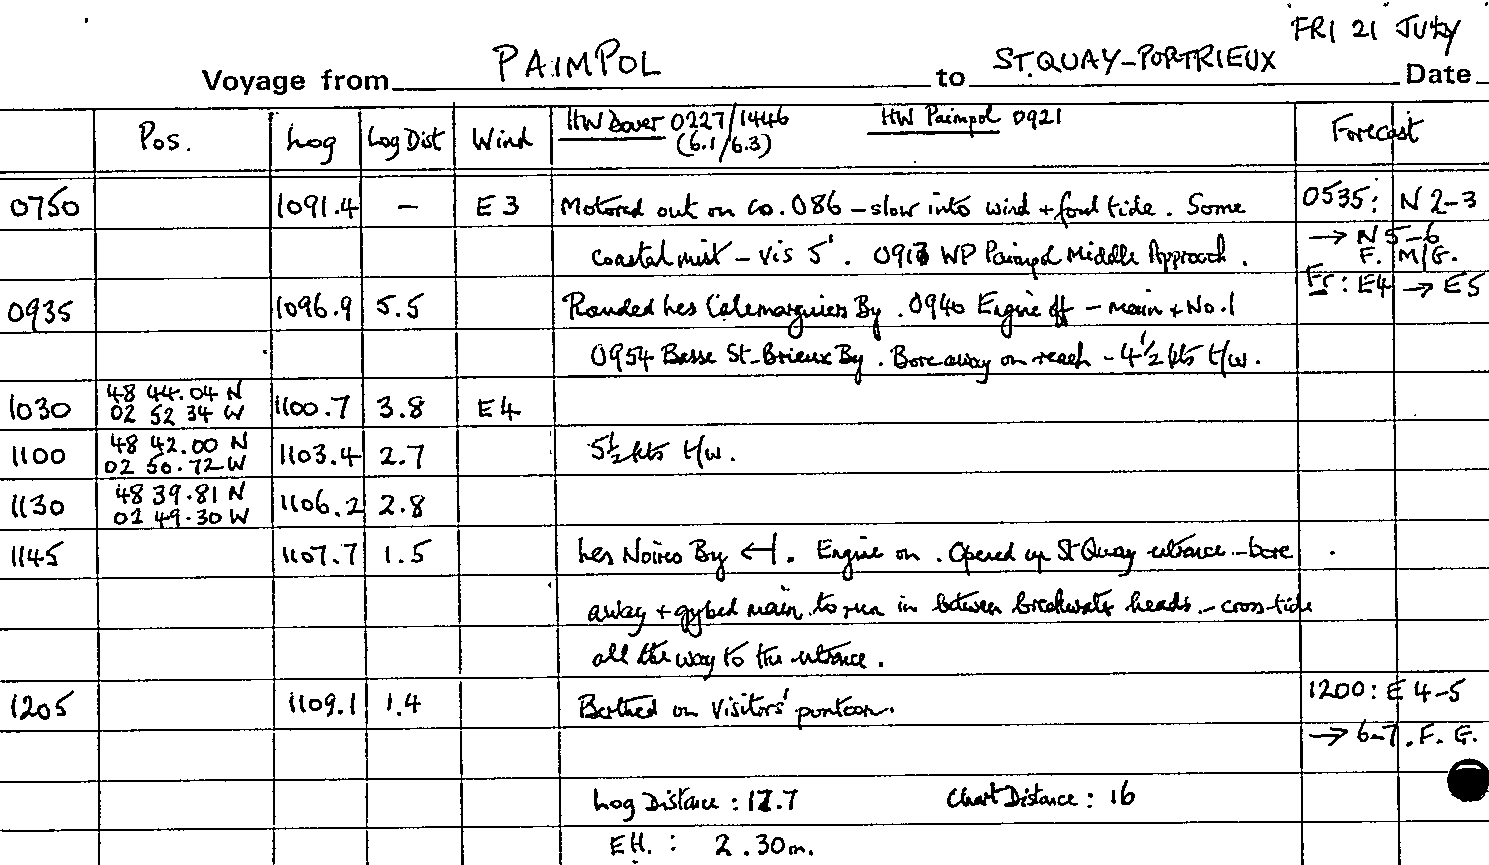 FRI 21 JULY
Voyage from PAIMPOL to ST. QUAY-PORTRIEUX Date
Pos. Log Log Dist Wind HW Dover 0227/1446 HW Paimpol 0921 Forecast
(6.1/6.3)
0750 1091.4 – E 3 Motored out on co. 086 – slow into wind + foul tide. Some 0535: N 2-3
coastal mist – vis 5'. 0917 WP Paimpol Middle Approach. → N 5-6
F. M/G.
0935 1096.9 5.5 Rounded Les Calemarguiers By. 0940 Engine off – main + No.1 Fr: E4 → E5
0954 Basse St-Brieux By. Bore away on reach – 4½ kts t/w.
1030 48 44.04 N 1100.7 3.8 E4
02 52 34 W
1100 48 42.00 N 1103.4 2.7 5½ kts t/w.
02 50.72 W
1130 48 39.81 N 1106.2 2.8
02 49.30 W
1145 1107.7 1.5 Les Noires By ←|. Engine on. Opened up St Quay entrance – bore
away + gybed main to run in between breakwater heads – cross-tide
all the way to the entrance.
1205 1109.1 1.4 Berthed on visitors' pontoon. 1200: E 4-5
→ 6-7. F. G.
Log Distance: 17.7 Chart Distance: 16
EH.: 2.30m.